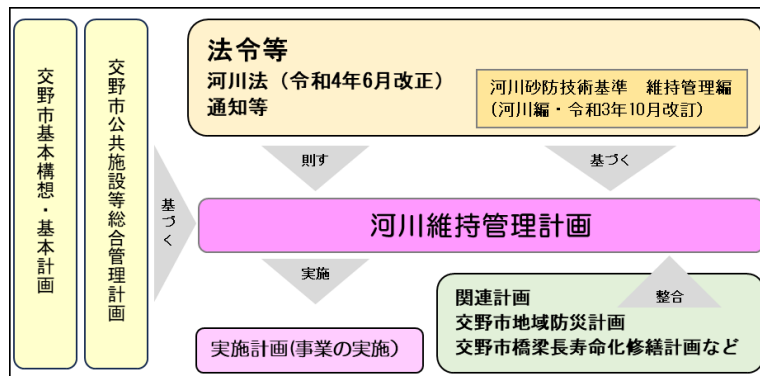 交野市基本構想・基本計画
交野市公共施設等総合管理計画
法令等
河川法（令和4年6月改正）
通知等
河川砂防技術基準　維持管理編
(河川編・令和3年10月改訂）
則す
基づく
基づく
河川維持管理計画
実施
整合
関連計画
交野市地域防災計画
交野市橋梁長寿命化修繕計画など
実施計画(事業の実施）